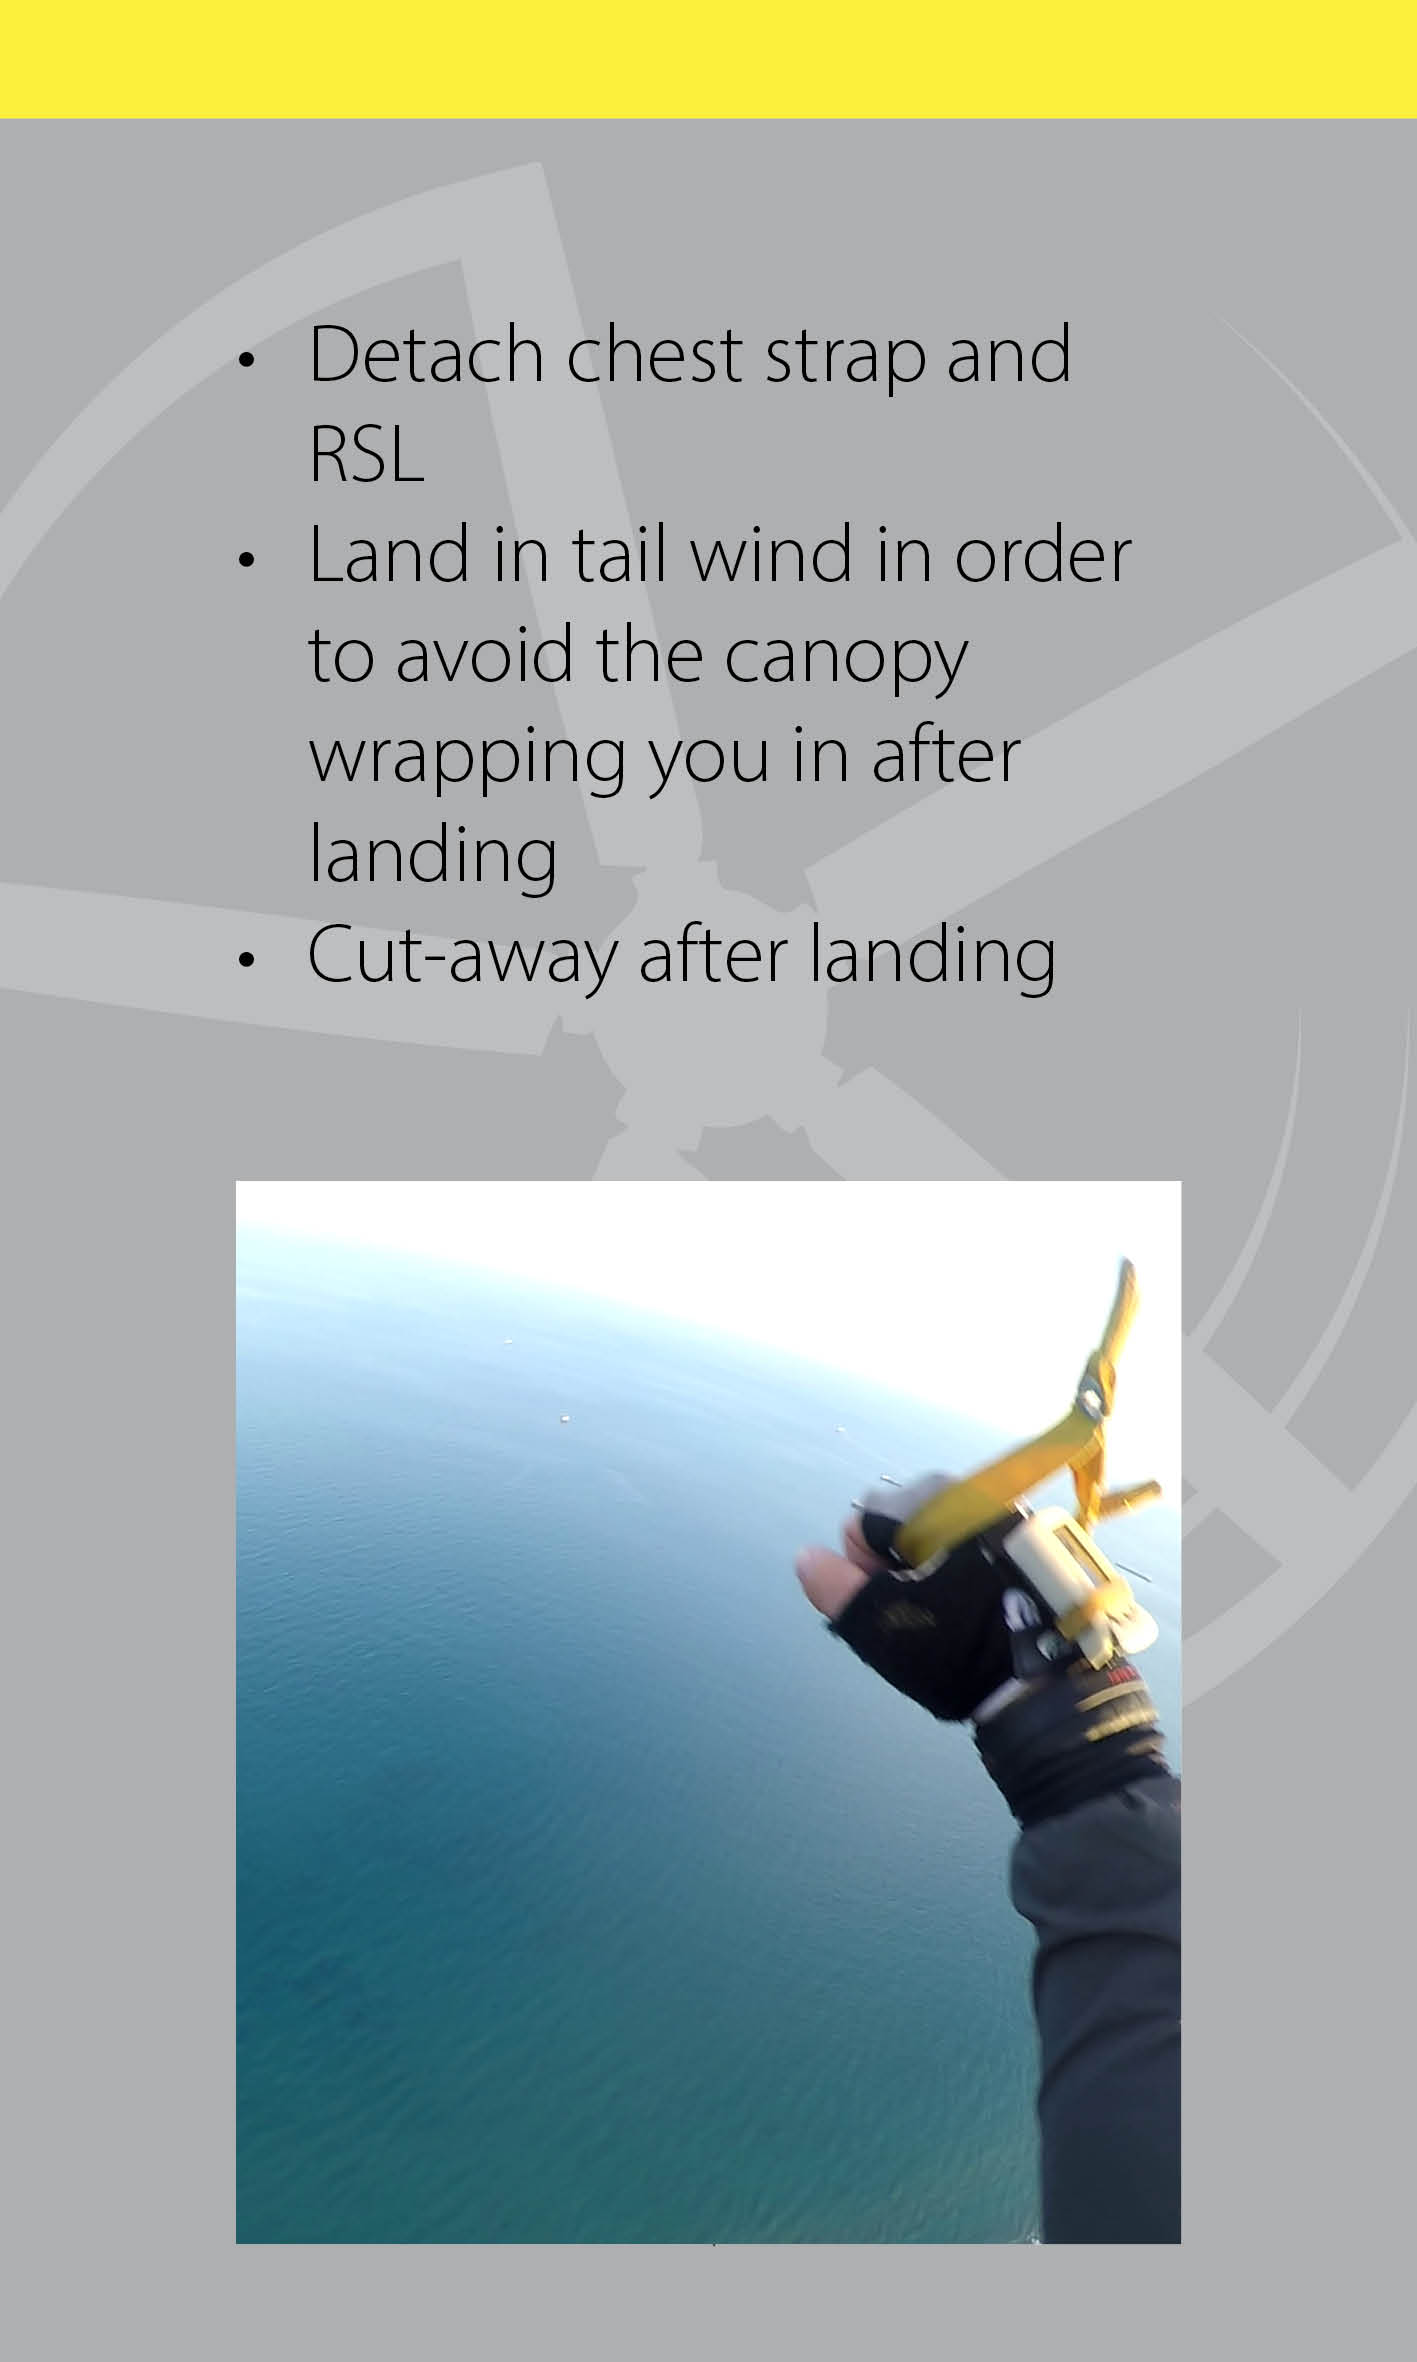 • Detach chest strap and
RSL
• Land in tail wind in order
to avoid the canopy
wrapping you in after
landing
• Cut-away after landing